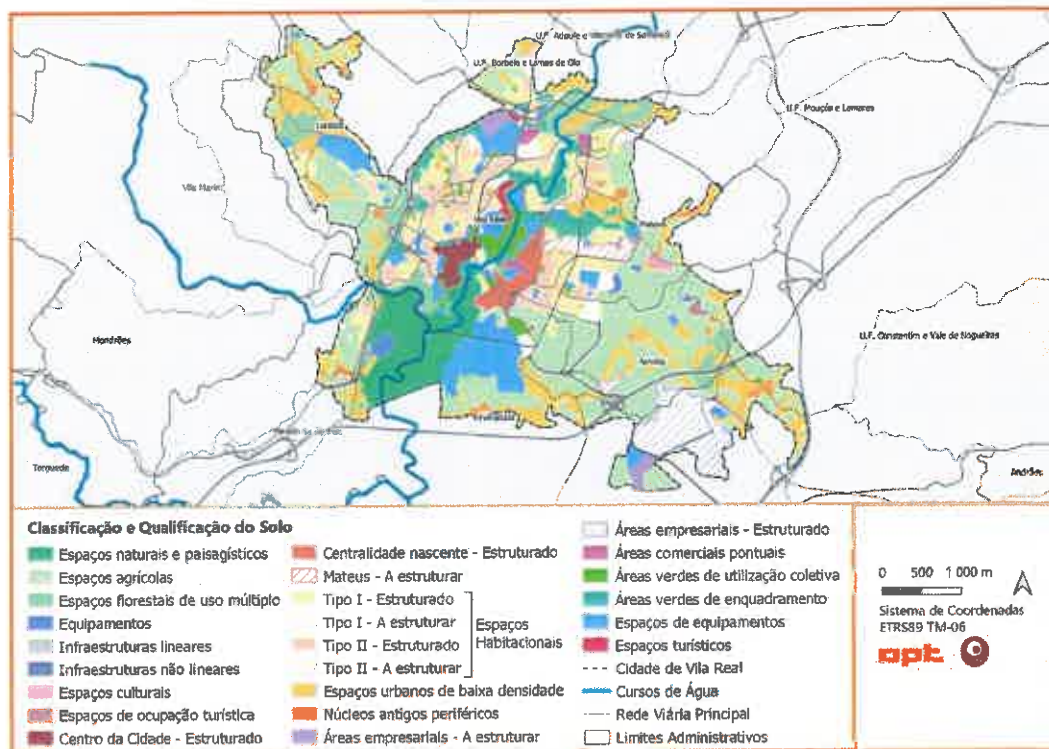 U.F. Adoufe e
U.F. Borbela e Lamas de Olo
U.F. Mouçós e Lamares
Vila Marim
Mateus
Mondrões
U.F. Constantim e Vale de Nogueiras
Arroios
Torgueda
Andrães
Classificação e Qualificação do Solo
Espaços naturais e paisagísticos
Espaços agrícolas
Espaços florestais de uso múltiplo
Equipamentos
Infraestruturas lineares
Infraestruturas não lineares
Espaços culturais
Espaços de ocupação turística
Centro da Cidade - Estruturado
Centralidade nascente - Estruturado
Mateus - A estruturar
Tipo I - Estruturado
Tipo I - A estruturar
Tipo II - Estruturado
Tipo II - A estruturar
Espaços
Habitacionais
Espaços urbanos de baixa densidade
Núcleos antigos periféricos
Áreas empresariais - A estruturar
Áreas empresariais - Estruturado
Áreas comerciais pontuais
Áreas verdes de utilização coletiva
Áreas verdes de enquadramento
Espaços de equipamentos
Espaços turísticos
Cidade de Vila Real
Cursos de Água
Rede Viária Principal
Limites Administrativos
0 500 1 000 m
Sistema de Coordenadas
ETRS89 TM-06
opt